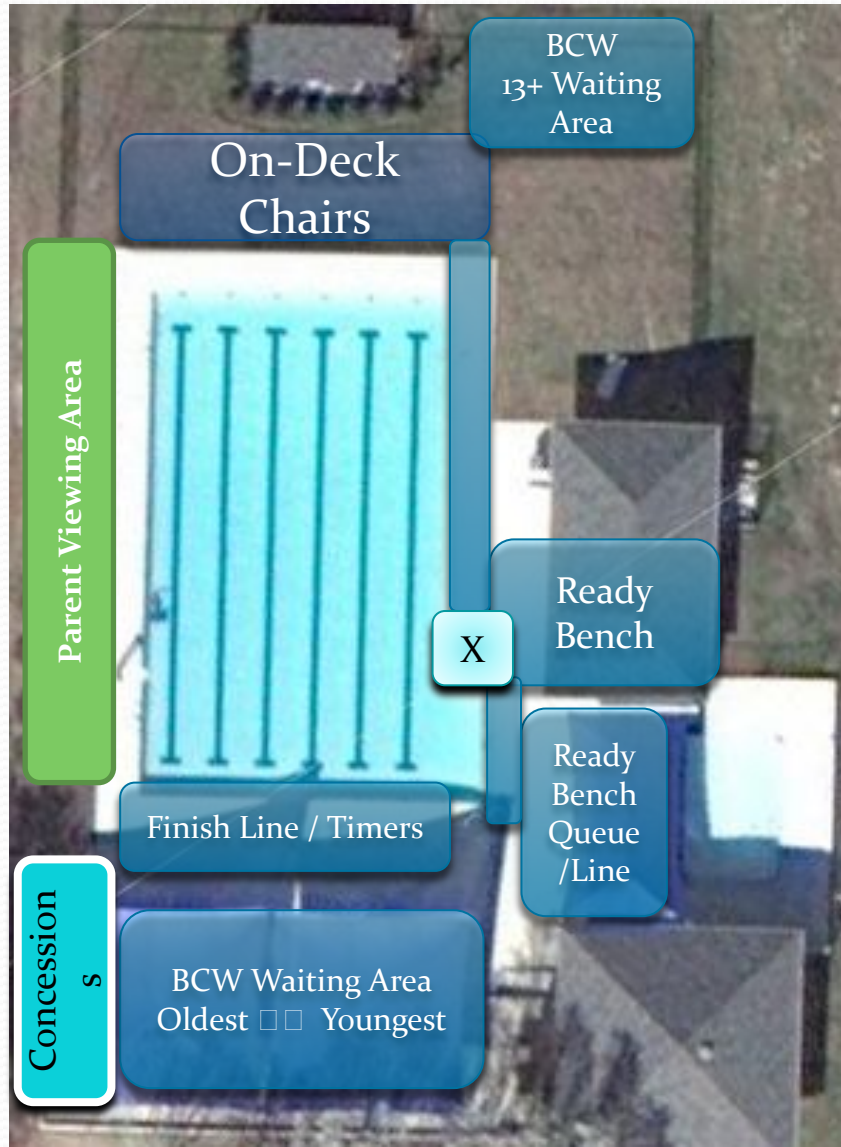 BCW
13+ Waiting
Area
On-Deck
Chairs
Parent Viewing Area
Ready
Bench
X
Ready
Bench
Queue
/Line
Finish Line / Timers
Concession
s
BCW Waiting Area
Oldest □□ Youngest